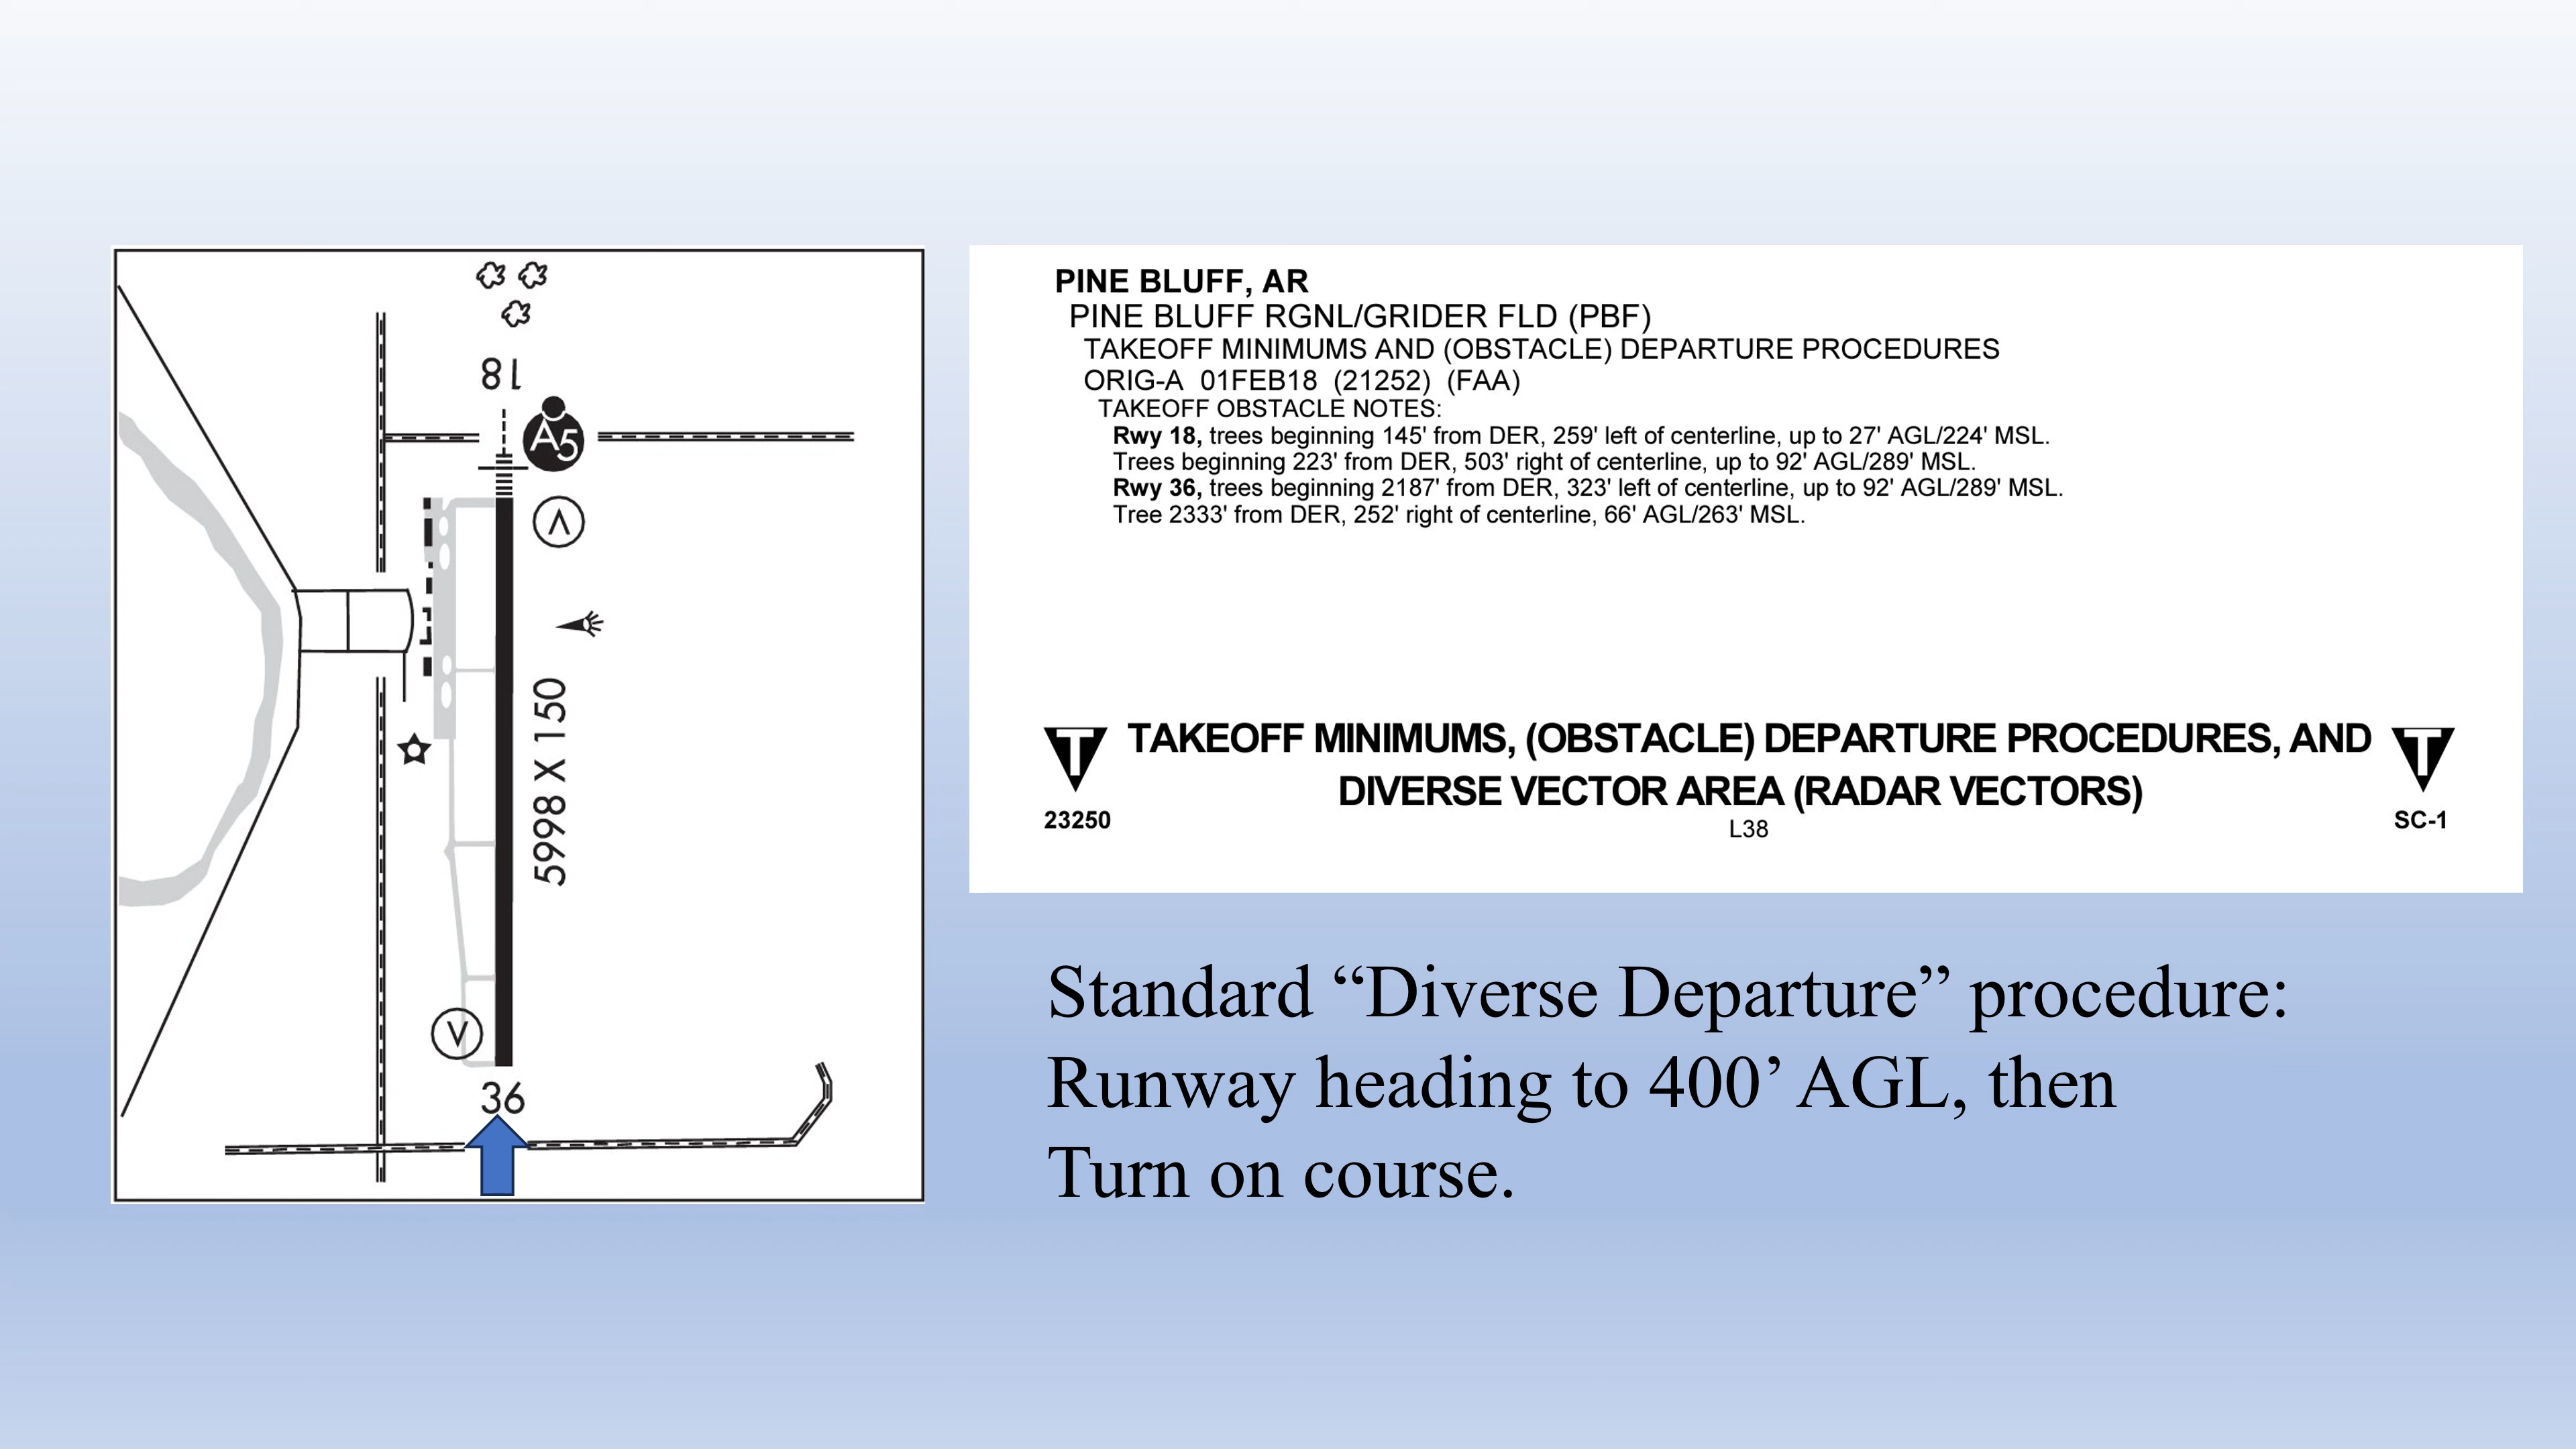 18
A5
V
5998 X 150
V
36
PINE BLUFF, AR
PINE BLUFF RGNL/GRIDER FLD (PBF)
TAKEOFF MINIMUMS AND (OBSTACLE) DEPARTURE PROCEDURES
ORIG-A 01FEB18 (21252) (FAA)
TAKEOFF OBSTACLE NOTES:
Rwy 18, trees beginning 145' from DER, 259' left of centerline, up to 27' AGL/224' MSL.
Trees beginning 223' from DER, 503' right of centerline, up to 92' AGL/289' MSL.
Rwy 36, trees beginning 2187' from DER, 323' left of centerline, up to 92' AGL/289' MSL.
Tree 2333' from DER, 252' right of centerline, 66' AGL/263' MSL.
T TAKEOFF MINIMUMS, (OBSTACLE) DEPARTURE PROCEDURES, AND T
DIVERSE VECTOR AREA (RADAR VECTORS)
23250 SC-1
L38
Standard “Diverse Departure” procedure:
Runway heading to 400’ AGL, then
Turn on course.